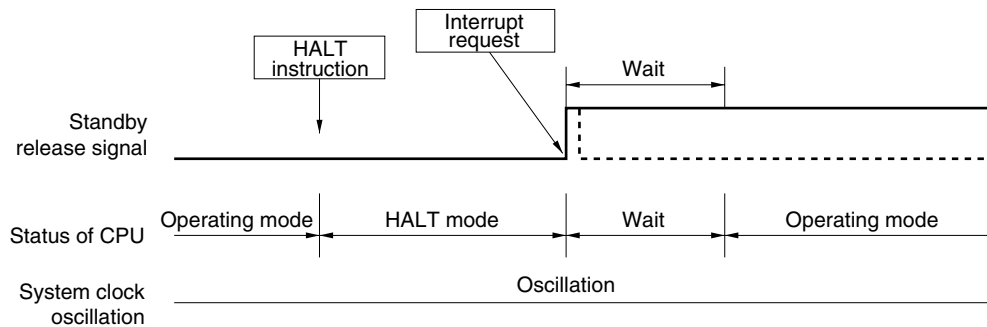 Interrupt
request
HALT
instruction
Wait
Standby
release signal
Status of CPU
Operating mode
HALT mode
Wait
Operating mode
System clock
oscillation
Oscillation